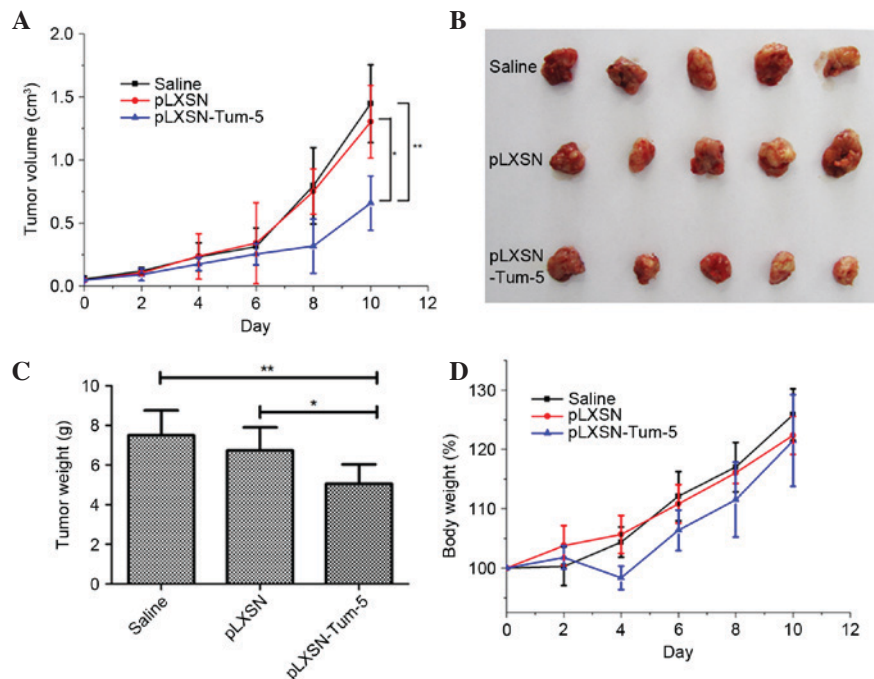 A
Tumor volume (cm³)
2.0
1.5
1.0
0.5
0.0
Saline
pLXSN
pLXSN-Tum-5
*
**
0 2 4 6 8 10 12
Day
B
Saline
pLXSN
pLXSN
-Tum-5
C
Tumor weight (g)
10
8
6
4
2
0
**
*
Saline
pLXSN
pLXSN-Tum-5
D
Body weight (%)
130
120
110
100
Saline
pLXSN
pLXSN-Tum-5
0 2 4 6 8 10 12
Day